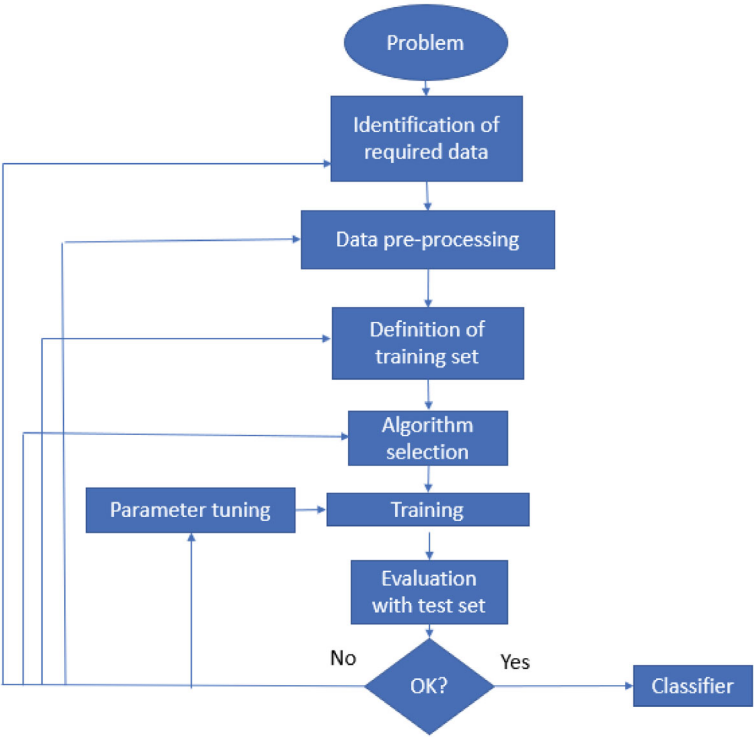 Problem
Identification of
required data
Data pre-processing
Definition of
training set
Algorithm
selection
Parameter tuning
Training
Evaluation
with test set
No
Yes
OK?
Classifier